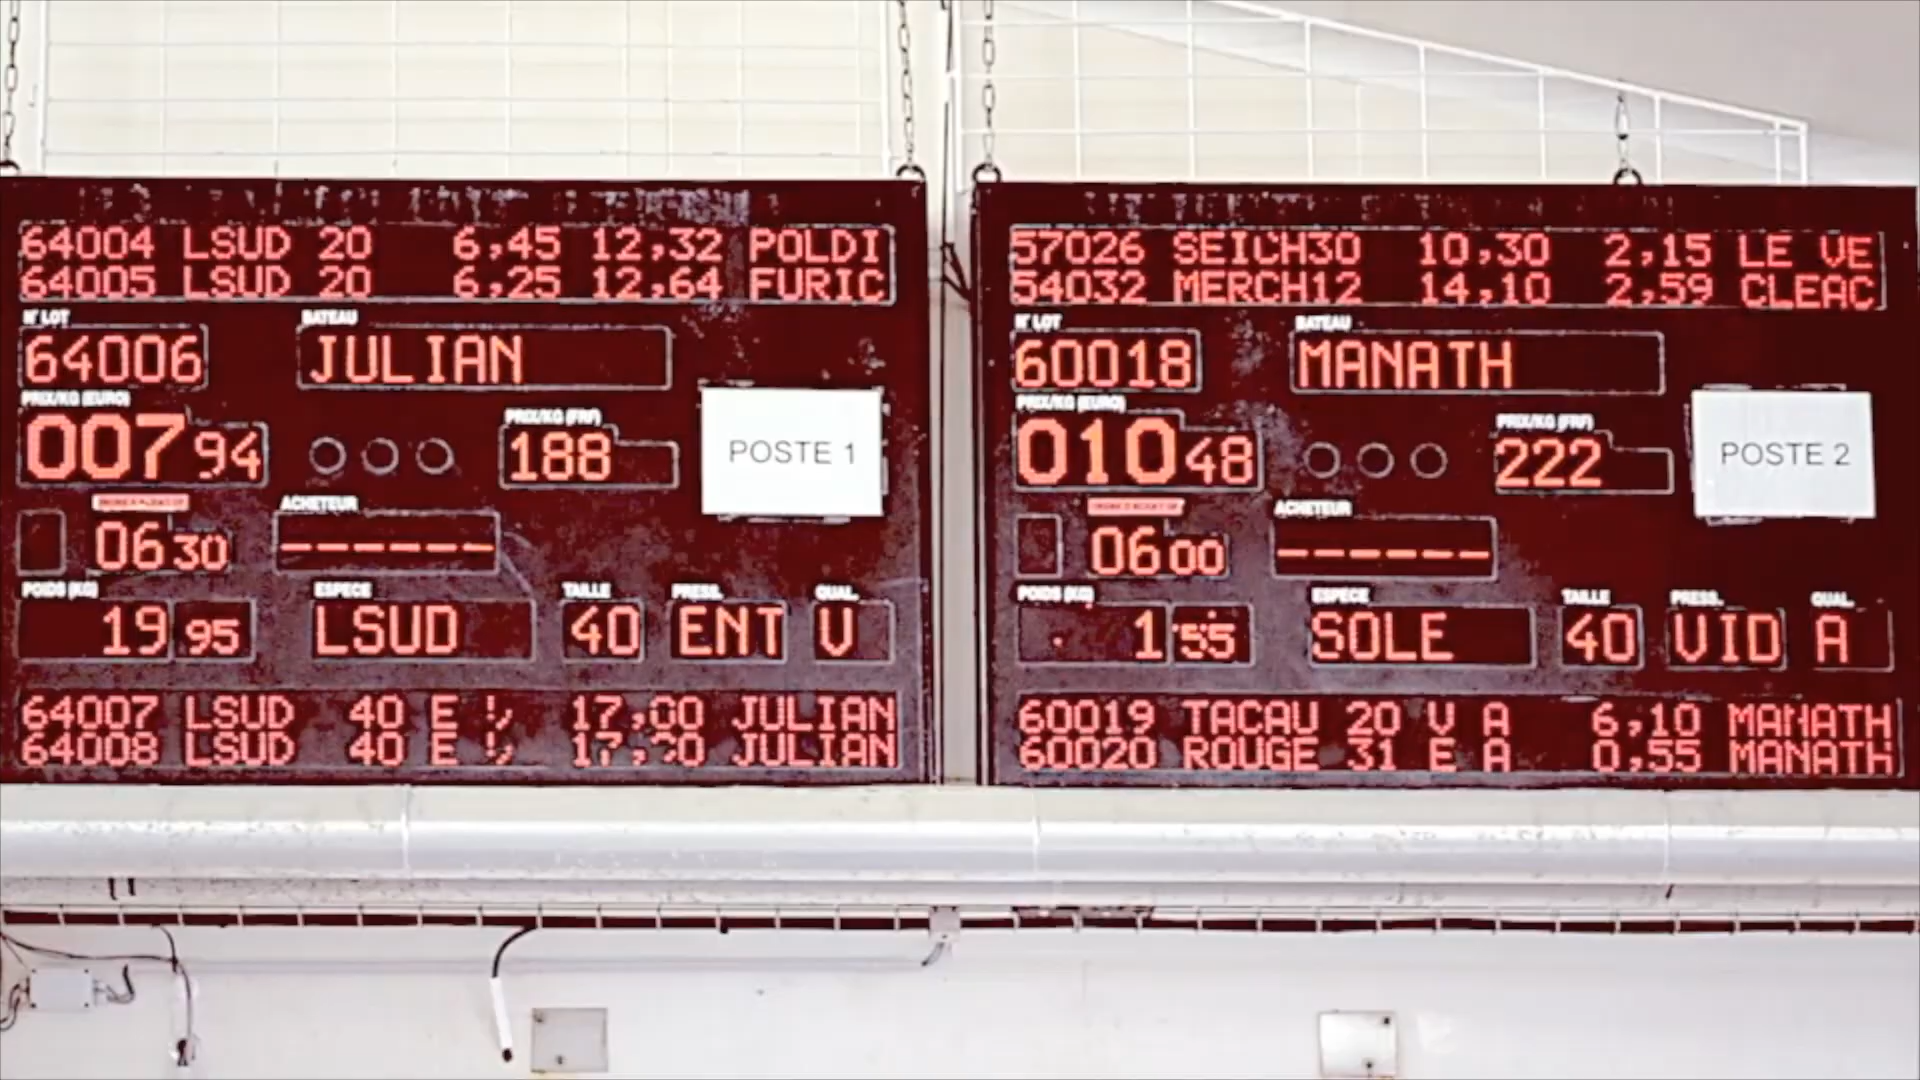 64004 LSUD 20 6,45 12,32 POLDI
64005 LSUD 20 6,25 12,64 FURIC
N° LOT BATEAU
64006 JULIAN
PRIX/KG (EURO) PRIX/KG (FRF)
007 94 188
POSTE 1
ACHETEUR
06 30 ------
POIDS (KG) ESPECE TAILLE PRESS. QUAL.
19 95 LSUD 40 ENT V
64007 LSUD 40 E 17,00 JULIAN
64008 LSUD 40 E JULIAN
57026 SEICH30 10,30 2,15 LE VE
54032 MERCH12 14,10 2,59 CLEAC
N° LOT BATEAU
60018 MANATH
PRIX/KG (EURO) PRIX/KG (FRF)
010 48 222
POSTE 2
ACHETEUR
06 00 ------
POIDS (KG) ESPECE TAILLE PRESS. QUAL.
1 55 SOLE 40 VID A
60019 TACAU 20 V A 6,10 MANATH
60020 ROUGE 31 E A 0,55 MANATH